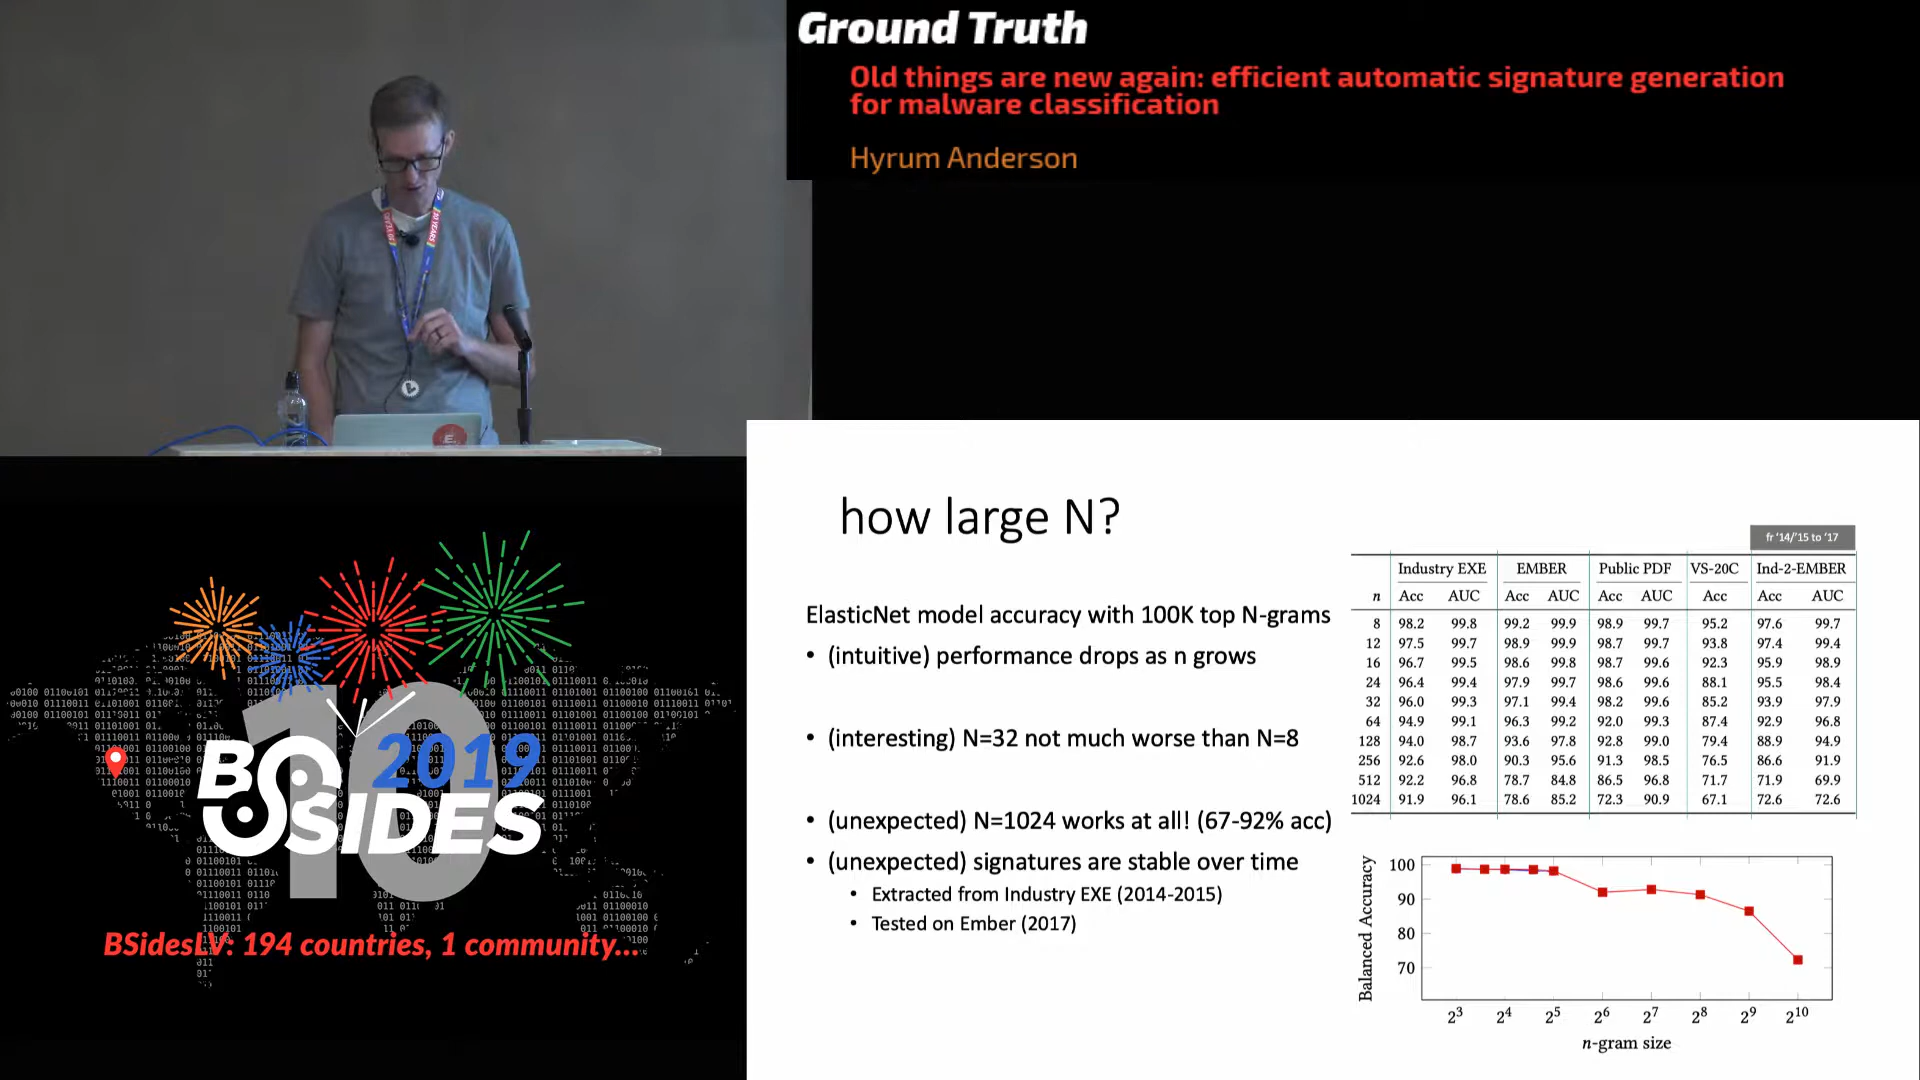 Ground Truth
Old things are new again: efficient automatic signature generation
for malware classification
Hyrum Anderson
how large N?
ElasticNet model accuracy with 100K top N-grams
• (intuitive) performance drops as n grows
• (interesting) N=32 not much worse than N=8
• (unexpected) N=1024 works at all! (67-92% acc)
• (unexpected) signatures are stable over time
• Extracted from Industry EXE (2014-2015)
• Tested on Ember (2017)
fr '14/'15 to '17
Industry EXE EMBER Public PDF VS-20C Ind-2-EMBER
n Acc AUC Acc AUC Acc AUC Acc Acc AUC
8 98.2 99.8 99.2 99.9 98.9 99.7 95.2 97.6 99.7
12 97.5 99.7 98.9 99.9 98.7 99.7 93.8 97.4 99.4
16 96.7 99.5 98.6 99.8 98.7 99.6 92.3 95.9 98.9
24 96.4 99.4 97.9 99.7 98.6 99.6 88.1 95.5 98.4
32 96.0 99.3 97.1 99.4 98.2 99.6 85.2 93.9 97.9
64 94.9 99.1 96.3 99.2 92.0 99.3 87.4 92.9 96.8
128 94.0 98.7 93.6 97.8 92.8 99.0 79.4 88.9 94.9
256 92.6 98.0 90.3 95.6 91.3 98.5 76.5 86.6 91.9
512 92.2 96.8 78.7 84.8 86.5 96.8 71.7 71.9 69.9
1024 91.9 96.1 78.6 85.2 72.3 90.9 67.1 72.6 72.6
Balanced Accuracy
100
90
80
70
2³ 2⁴ 2⁵ 2⁶ 2⁷ 2⁸ 2⁹ 2¹⁰
n-gram size
10
2019
BSIDES
BSidesLV: 194 countries, 1 community...